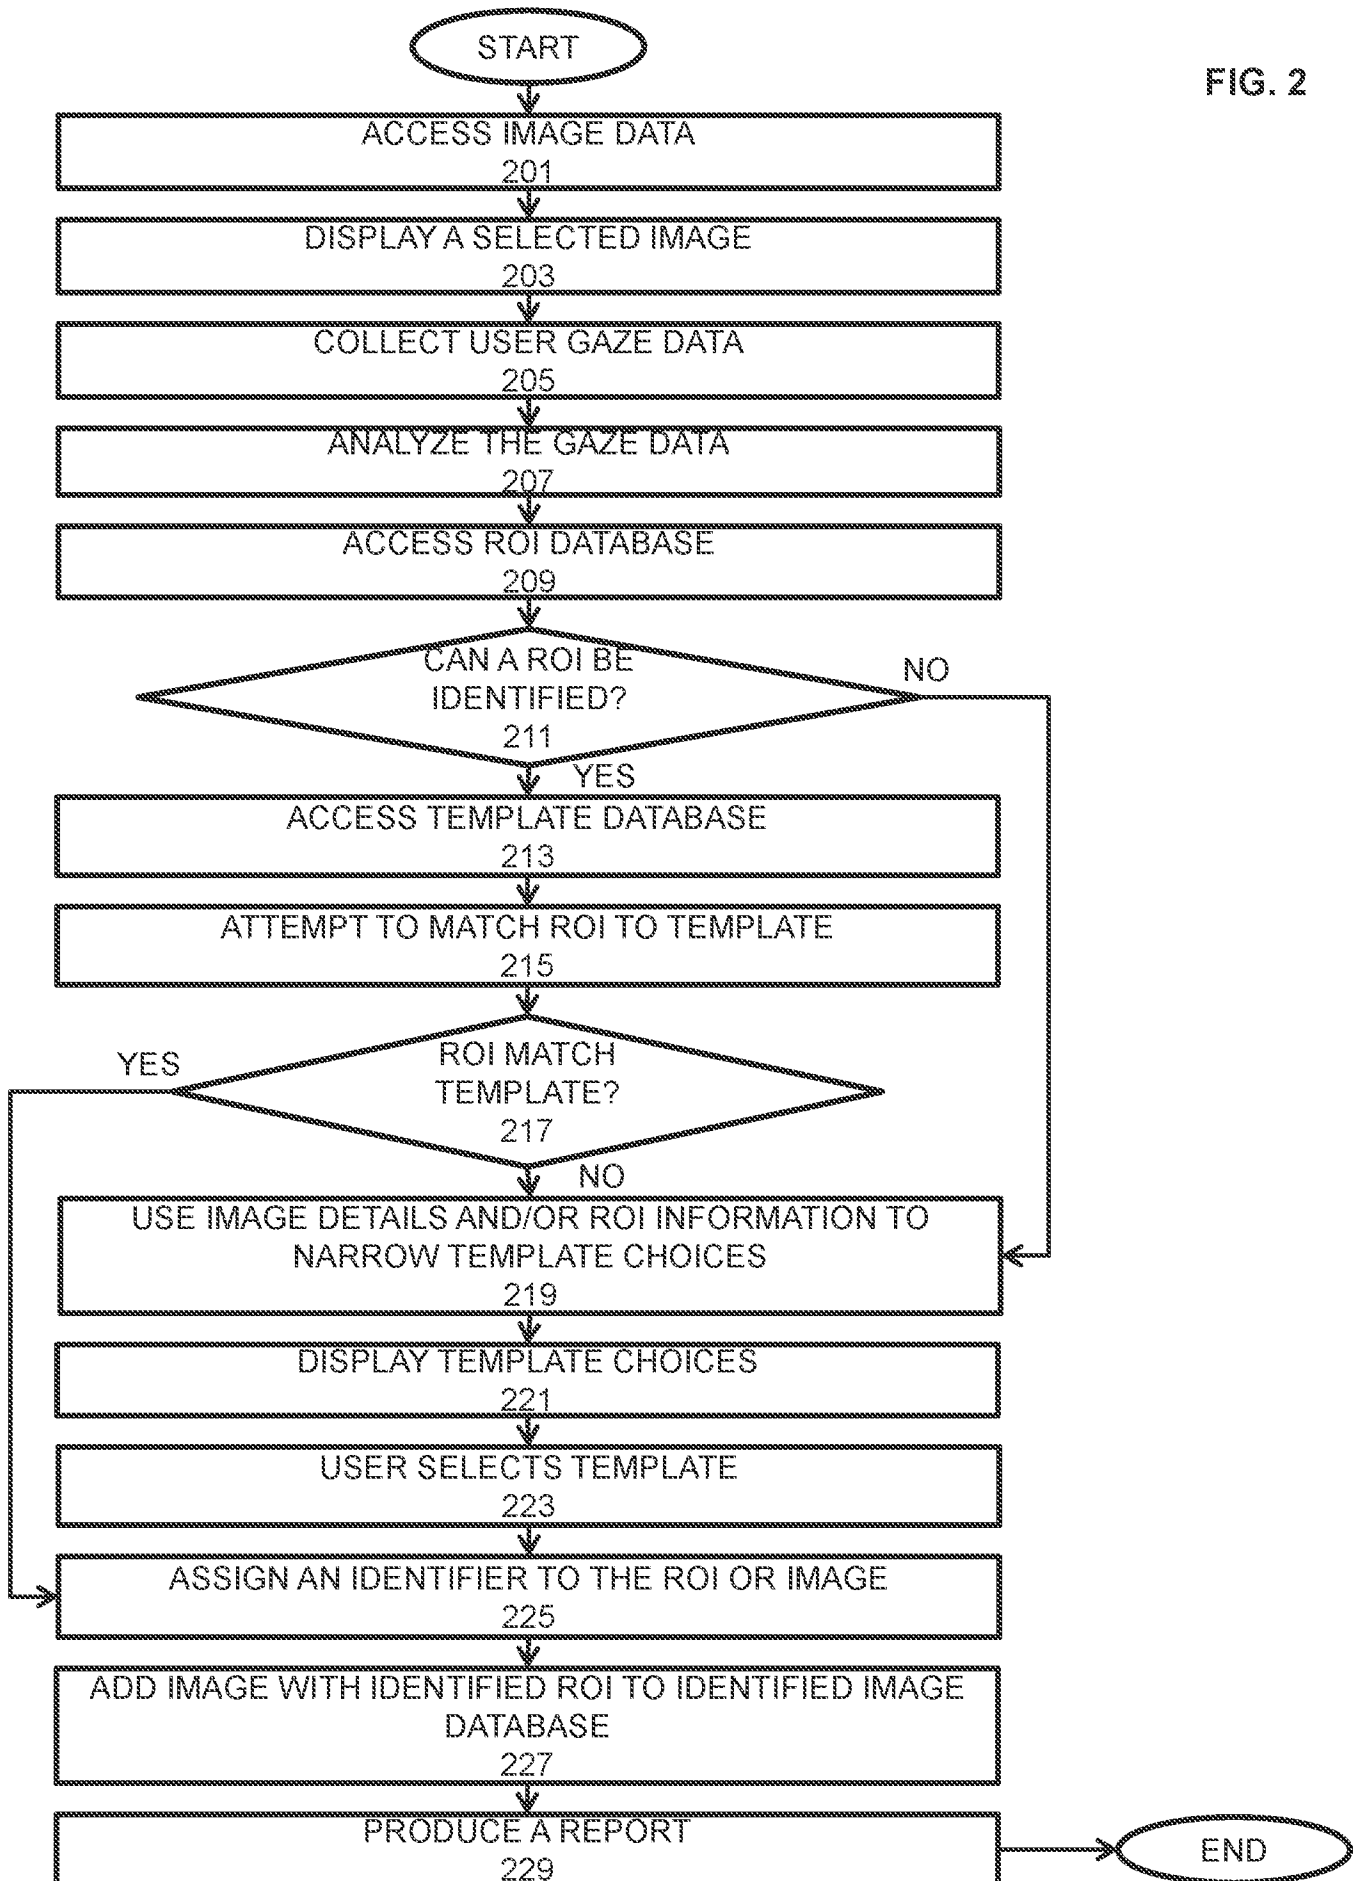 START
FIG. 2
ACCESS IMAGE DATA
201
DISPLAY A SELECTED IMAGE
203
COLLECT USER GAZE DATA
205
ANALYZE THE GAZE DATA
207
ACCESS ROI DATABASE
209
CAN A ROI BE
IDENTIFIED?
211
NO
YES
ACCESS TEMPLATE DATABASE
213
ATTEMPT TO MATCH ROI TO TEMPLATE
215
YES
ROI MATCH
TEMPLATE?
217
NO
USE IMAGE DETAILS AND/OR ROI INFORMATION TO
NARROW TEMPLATE CHOICES
219
DISPLAY TEMPLATE CHOICES
221
USER SELECTS TEMPLATE
223
ASSIGN AN IDENTIFIER TO THE ROI OR IMAGE
225
ADD IMAGE WITH IDENTIFIED ROI TO IDENTIFIED IMAGE
DATABASE
227
PRODUCE A REPORT
229
END